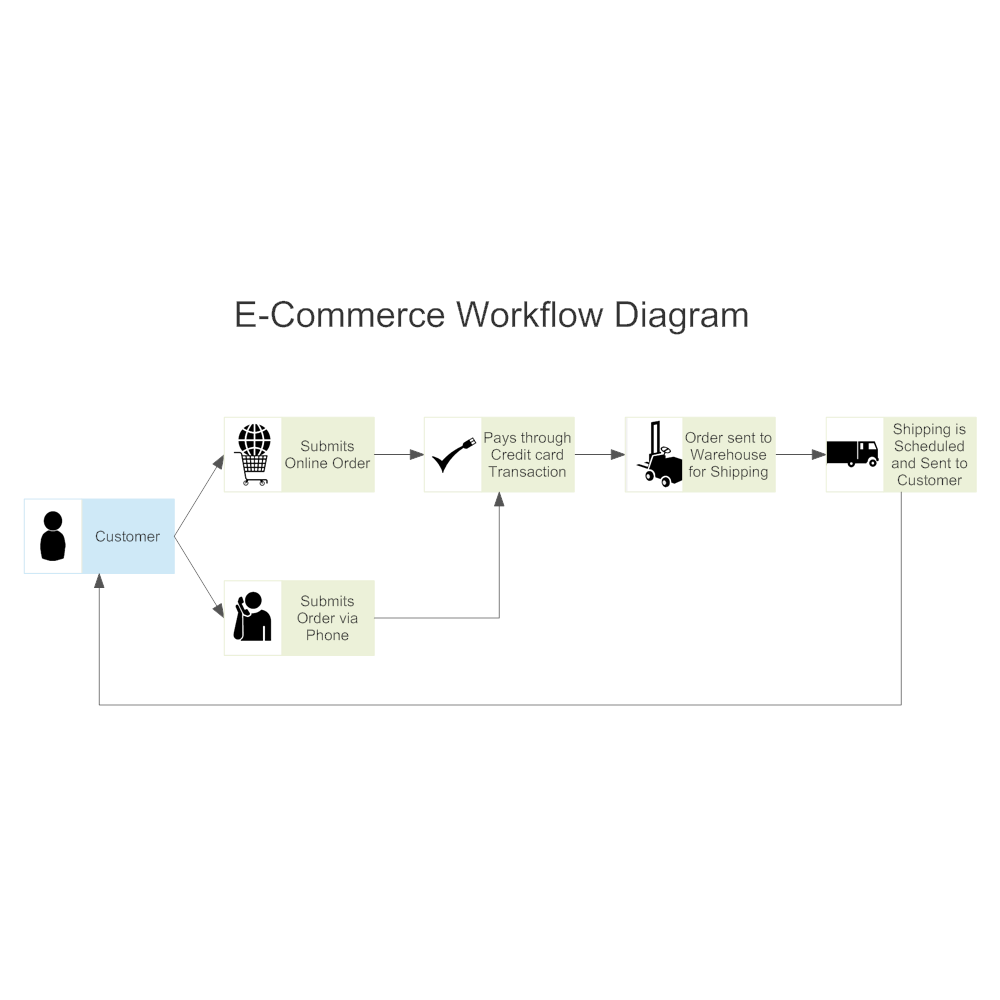 E-Commerce Workflow Diagram
Submits
Online Order
Pays through
Credit card
Transaction
Order sent to
Warehouse
for Shipping
Shipping is
Scheduled
and Sent to
Customer
Customer
Submits
Order via
Phone